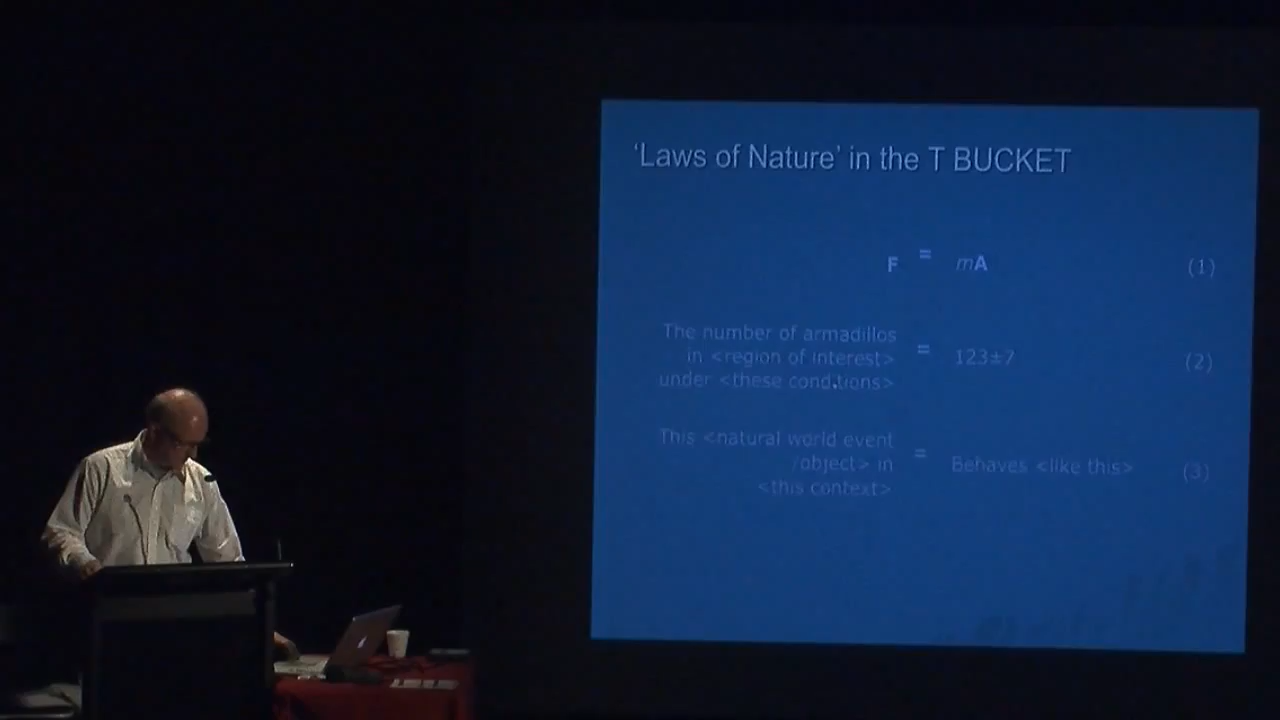 ‘Laws of Nature’ in the T BUCKET
F = mA (1)
The number of armadillos
in <region of interest> = 123±7 (2)
under <these conditions>
This <natural world event
/object> in = Behaves <like this> (3)
<this context>